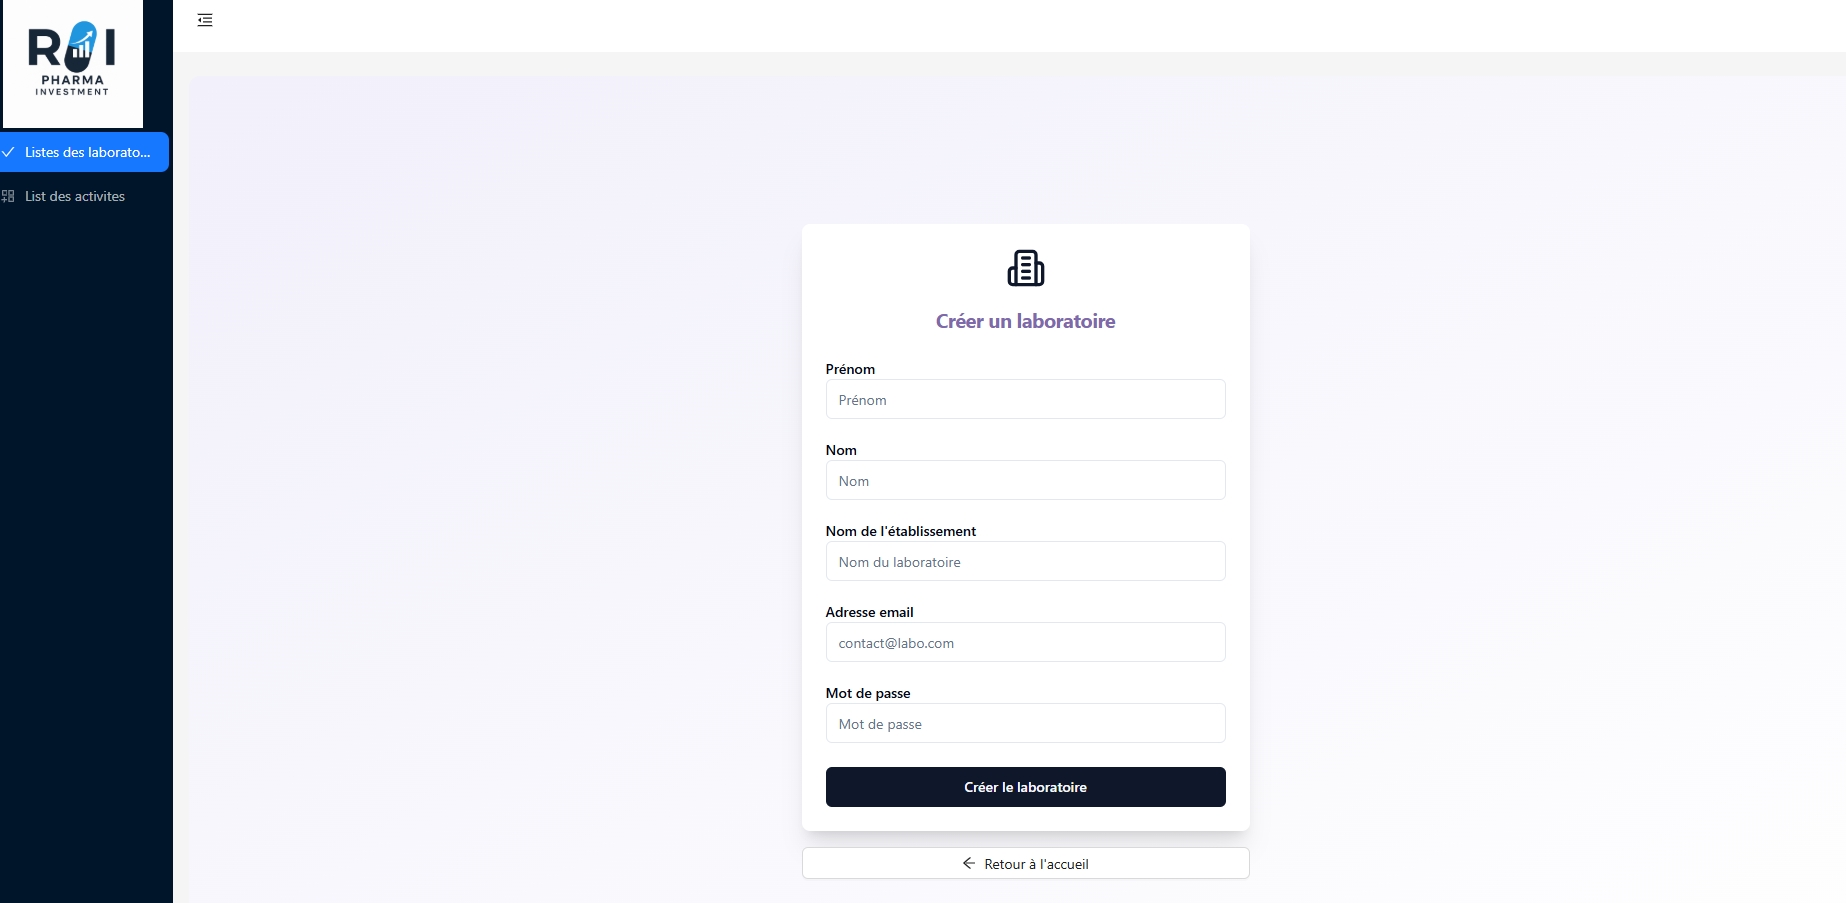 ROI
PHARMA
INVESTMENT
Listes des laborato...
List des activites
Créer un laboratoire
Prénom
Prénom
Nom
Nom
Nom de l'établissement
Nom du laboratoire
Adresse email
contact@labo.com
Mot de passe
Mot de passe
Créer le laboratoire
Retour à l'accueil